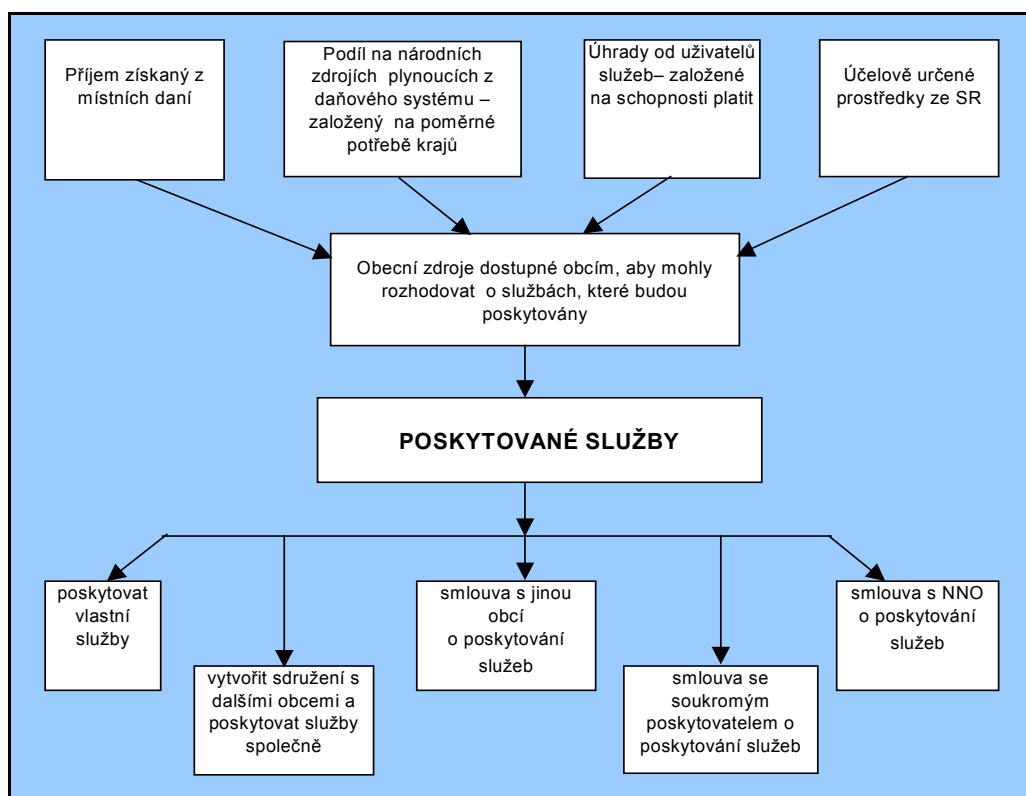 Příjem získaný z
místních daní
Podíl na národních
zdrojích plynoucích z
daňového systému –
založený na poměrné
potřebě krajů
Úhrady od uživatelů
služeb– založené
na schopnosti platit
Účelově určené
prostředky ze SR
Obecní zdroje dostupné obcím, aby mohly
rozhodovat o službách, které budou
poskytovány
POSKYTOVANÉ SLUŽBY
poskytovat
vlastní
služby
vytvořit sdružení s
dalšími obcemi a
poskytovat služby
společně
smlouva s jinou
obcí
o poskytování
služeb
smlouva se
soukromým
poskytovatelem o
poskytování služeb
smlouva s NNO
o poskytování
služeb